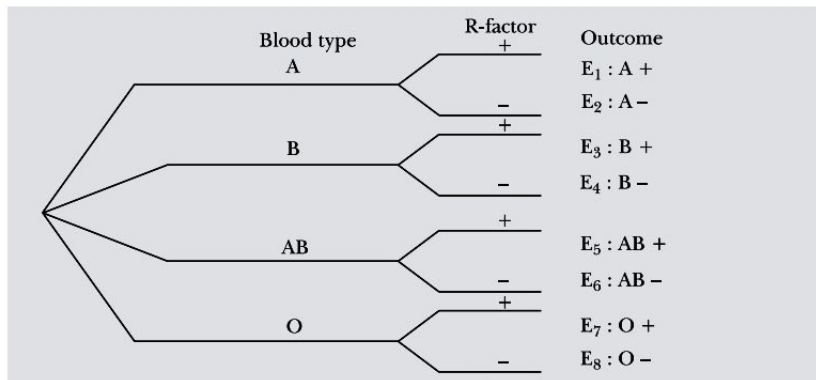 Blood type R-factor Outcome
A + E₁ : A +
– E₂ : A –
B + E₃ : B +
– E₄ : B –
AB + E₅ : AB +
– E₆ : AB –
O + E₇ : O +
– E₈ : O –